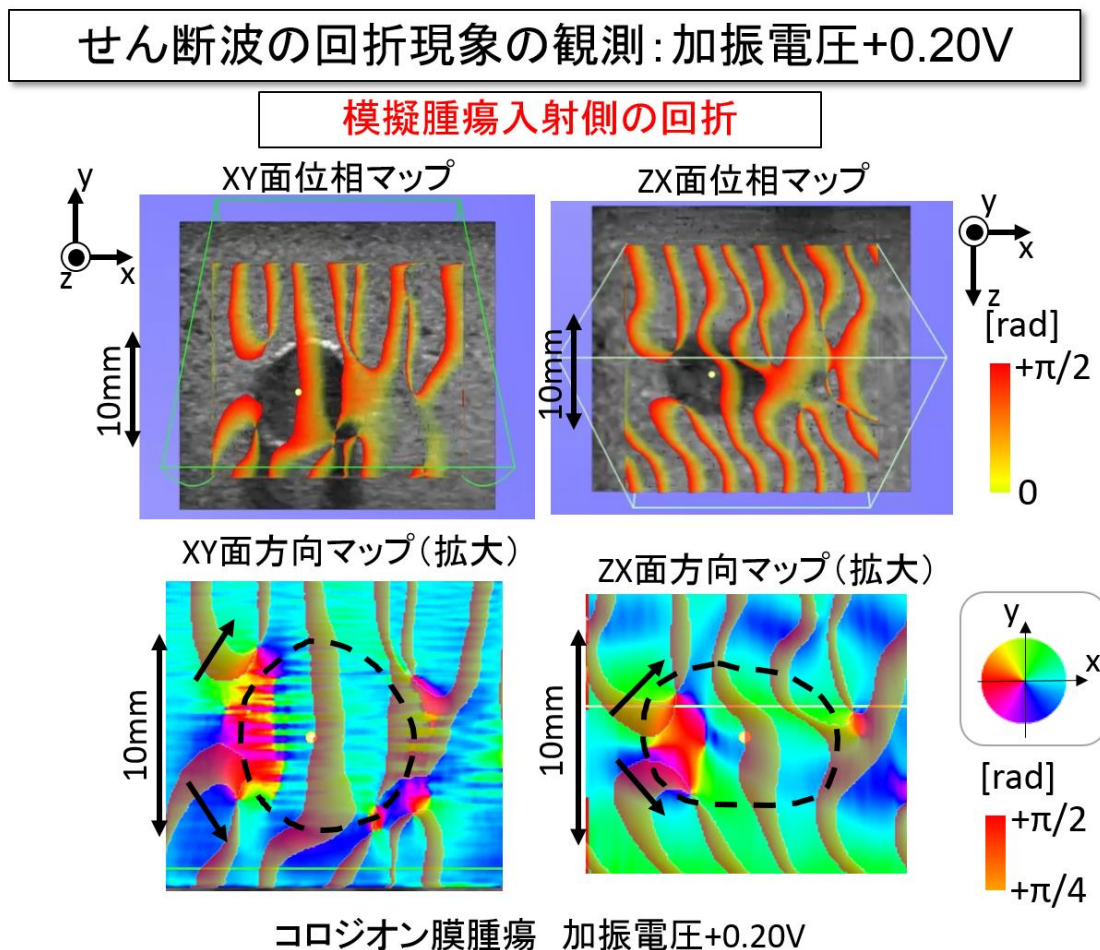 せん断波の回折現象の観測:加振電圧+0.20V
模擬腫瘍入射側の回折
XY面位相マップ
ZX面位相マップ
y
z
x
10mm
10mm
y
x
z
[rad]
+π/2
0
XY面方向マップ(拡大)
ZX面方向マップ(拡大)
10mm
10mm
y
x
[rad]
+π/2
+π/4
コロジオン膜腫瘍 加振電圧+0.20V